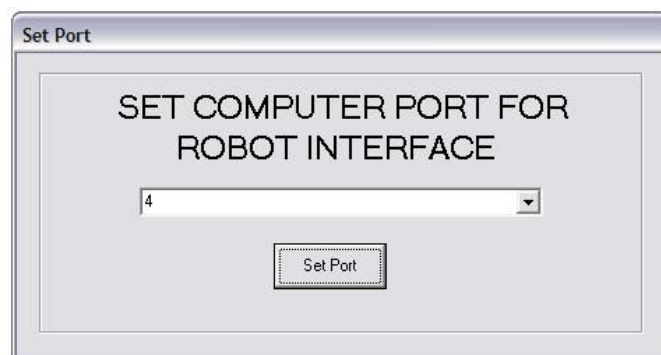 Set Port
SET COMPUTER PORT FOR
ROBOT INTERFACE
4
Set Port